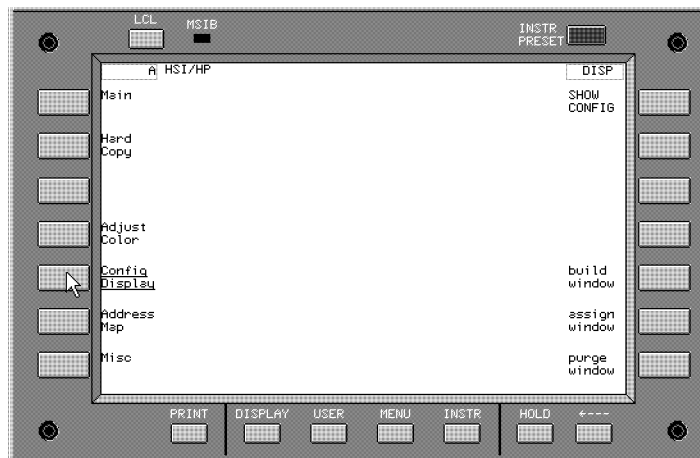 LCL
MSIB
INSTR
PRESET
A HSI/HP
DISP
Main
SHOW
CONFIG
Hard
Copy
Adjust
Color
Config
Display
build
window
Address
Map
assign
window
Misc
purge
window
PRINT
DISPLAY
USER
MENU
INSTR
HOLD
<---